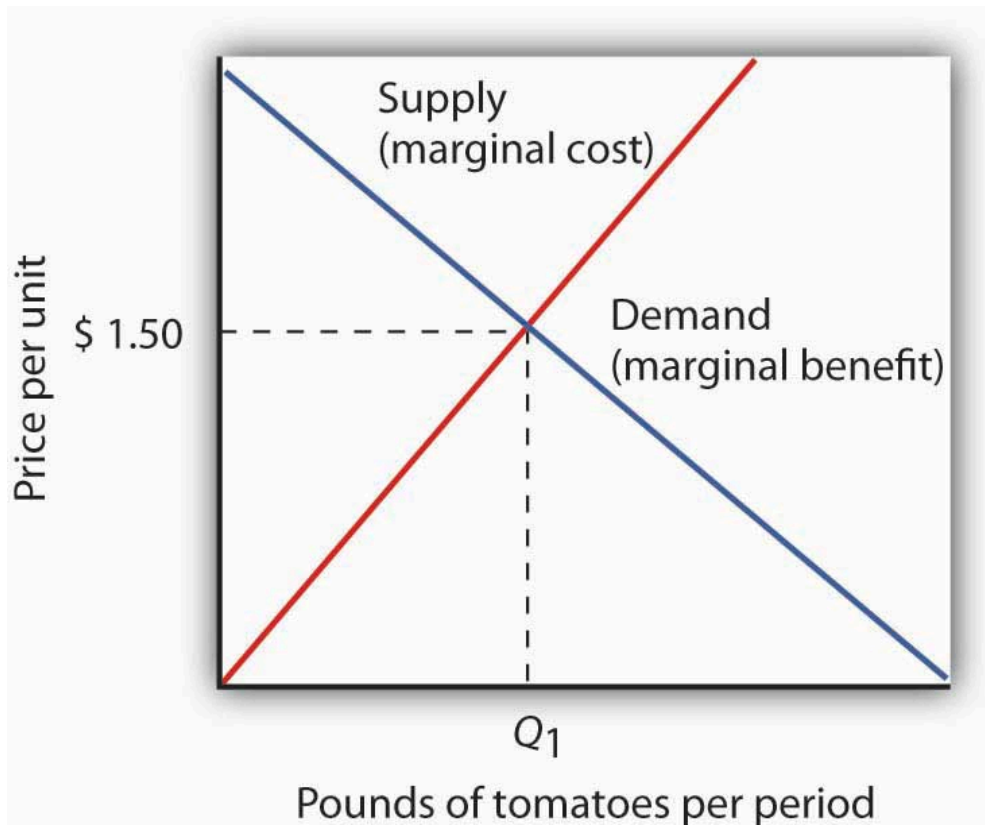 Supply
(marginal cost)
Demand
(marginal benefit)
Price per unit
$ 1.50
Q1
Pounds of tomatoes per period